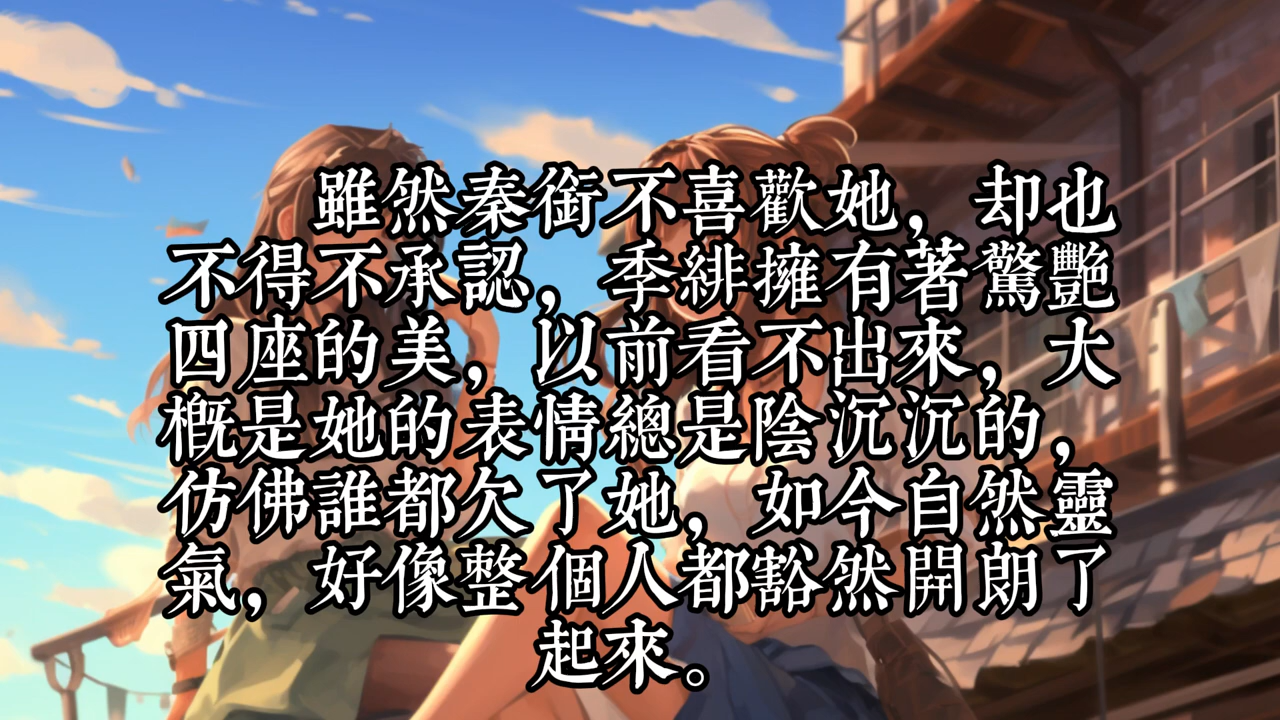 雖然秦銜不喜歡她，却也
不得不承認，季緋擁有著驚艷
四座的美，以前看不出來，大
概是她的表情總是陰沉沉的，
仿佛誰都欠了她，如今自然靈
氣，好像整個人都豁然開朗了
起來。